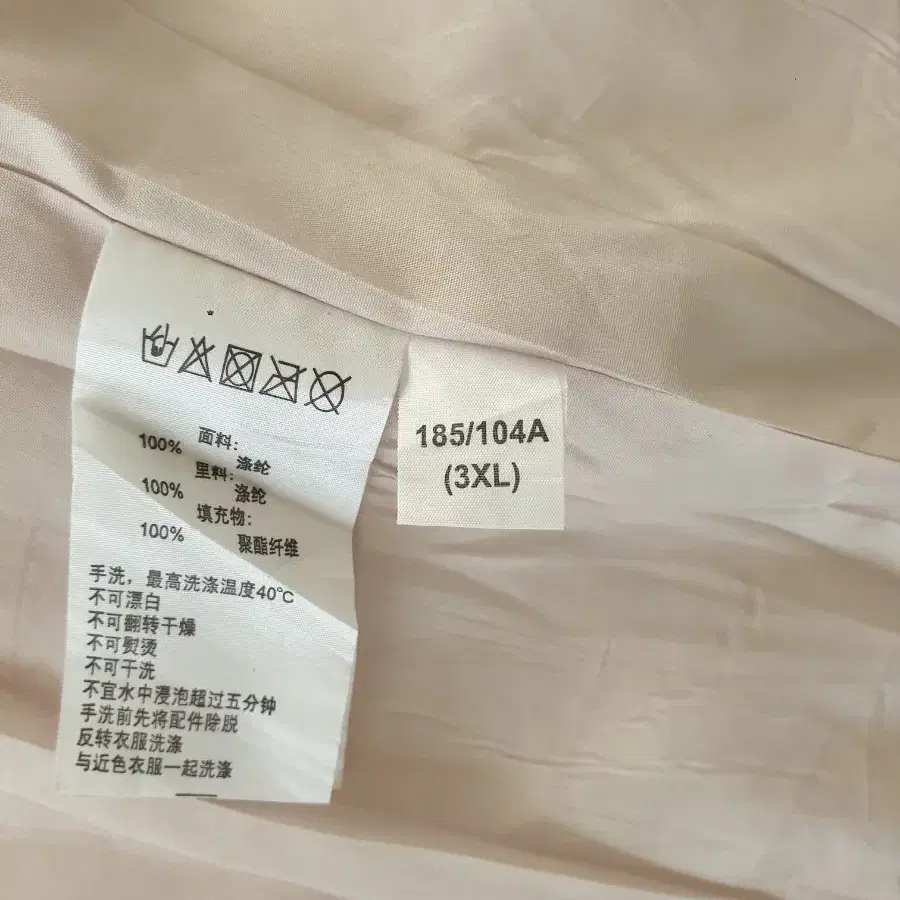 面料:
100% 涤纶
里料:
100% 涤纶
填充物:
100% 聚酯纤维
手洗，最高洗涤温度40℃
不可漂白
不可翻转干燥
不可熨烫
不可干洗
不宜水中浸泡超过五分钟
手洗前先将配件除脱
反转衣服洗涤
与近色衣服一起洗涤
185/104A
(3XL)